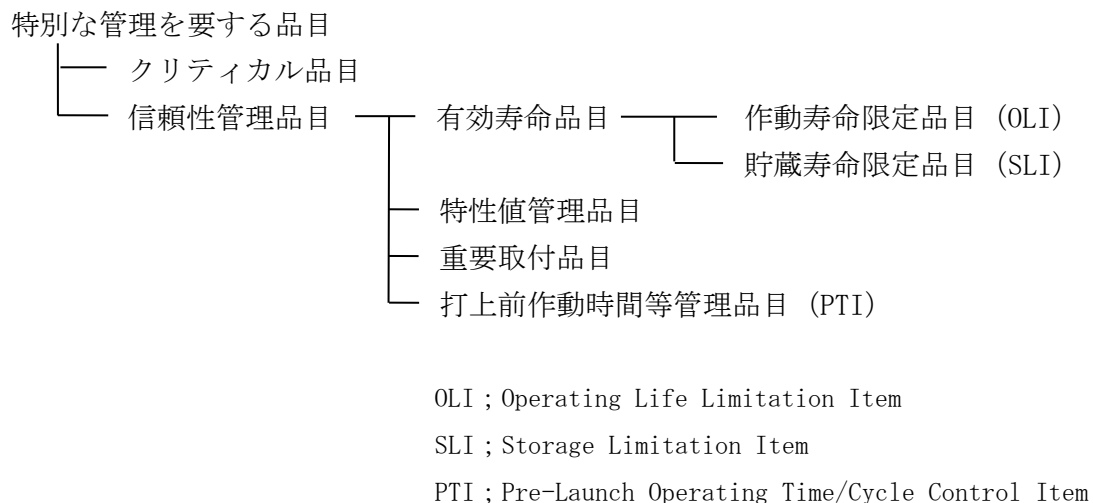 特別な管理を要する品目
クリティカル品目
信頼性管理品目 有効寿命品目 作動寿命限定品目 (OLI)
貯蔵寿命限定品目 (SLI)
特性値管理品目
重要取付品目
打上前作動時間等管理品目 (PTI)
OLI；Operating Life Limitation Item
SLI；Storage Limitation Item
PTI；Pre-Launch Operating Time/Cycle Control Item